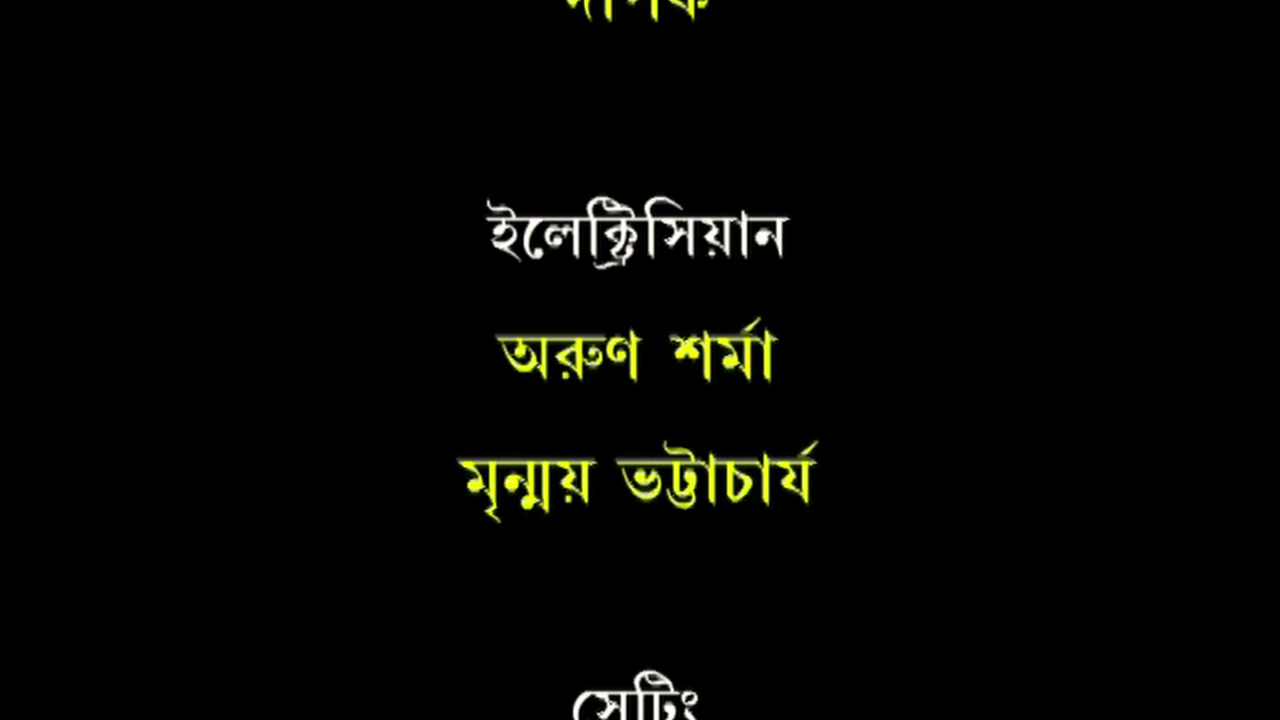 ইলেক্ট্রিসিয়ান
অরুণ শর্মা
মৃন্ময় ভট্টাচার্য
সেটিং